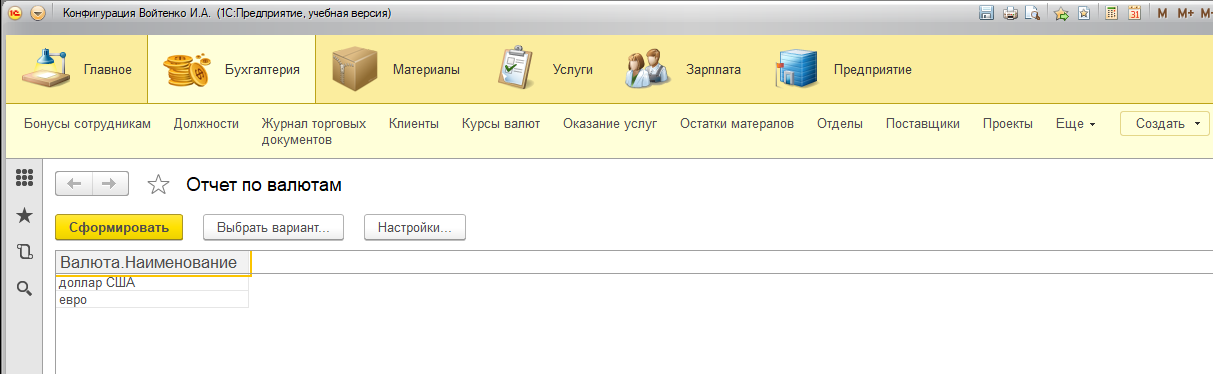 Конфигурация Войтенко И.А. (1С:Предприятие, учебная версия)
31 M M+ M-
Главное Бухгалтерия Материалы Услуги Зарплата Предприятие
Бонусы сотрудникам Должности Журнал торговых документов Клиенты Курсы валют Оказание услуг Остатки матералов Отделы Поставщики Проекты Еще Создать
Отчет по валютам
Сформировать Выбрать вариант... Настройки...
Валюта.Наименование
доллар США
евро